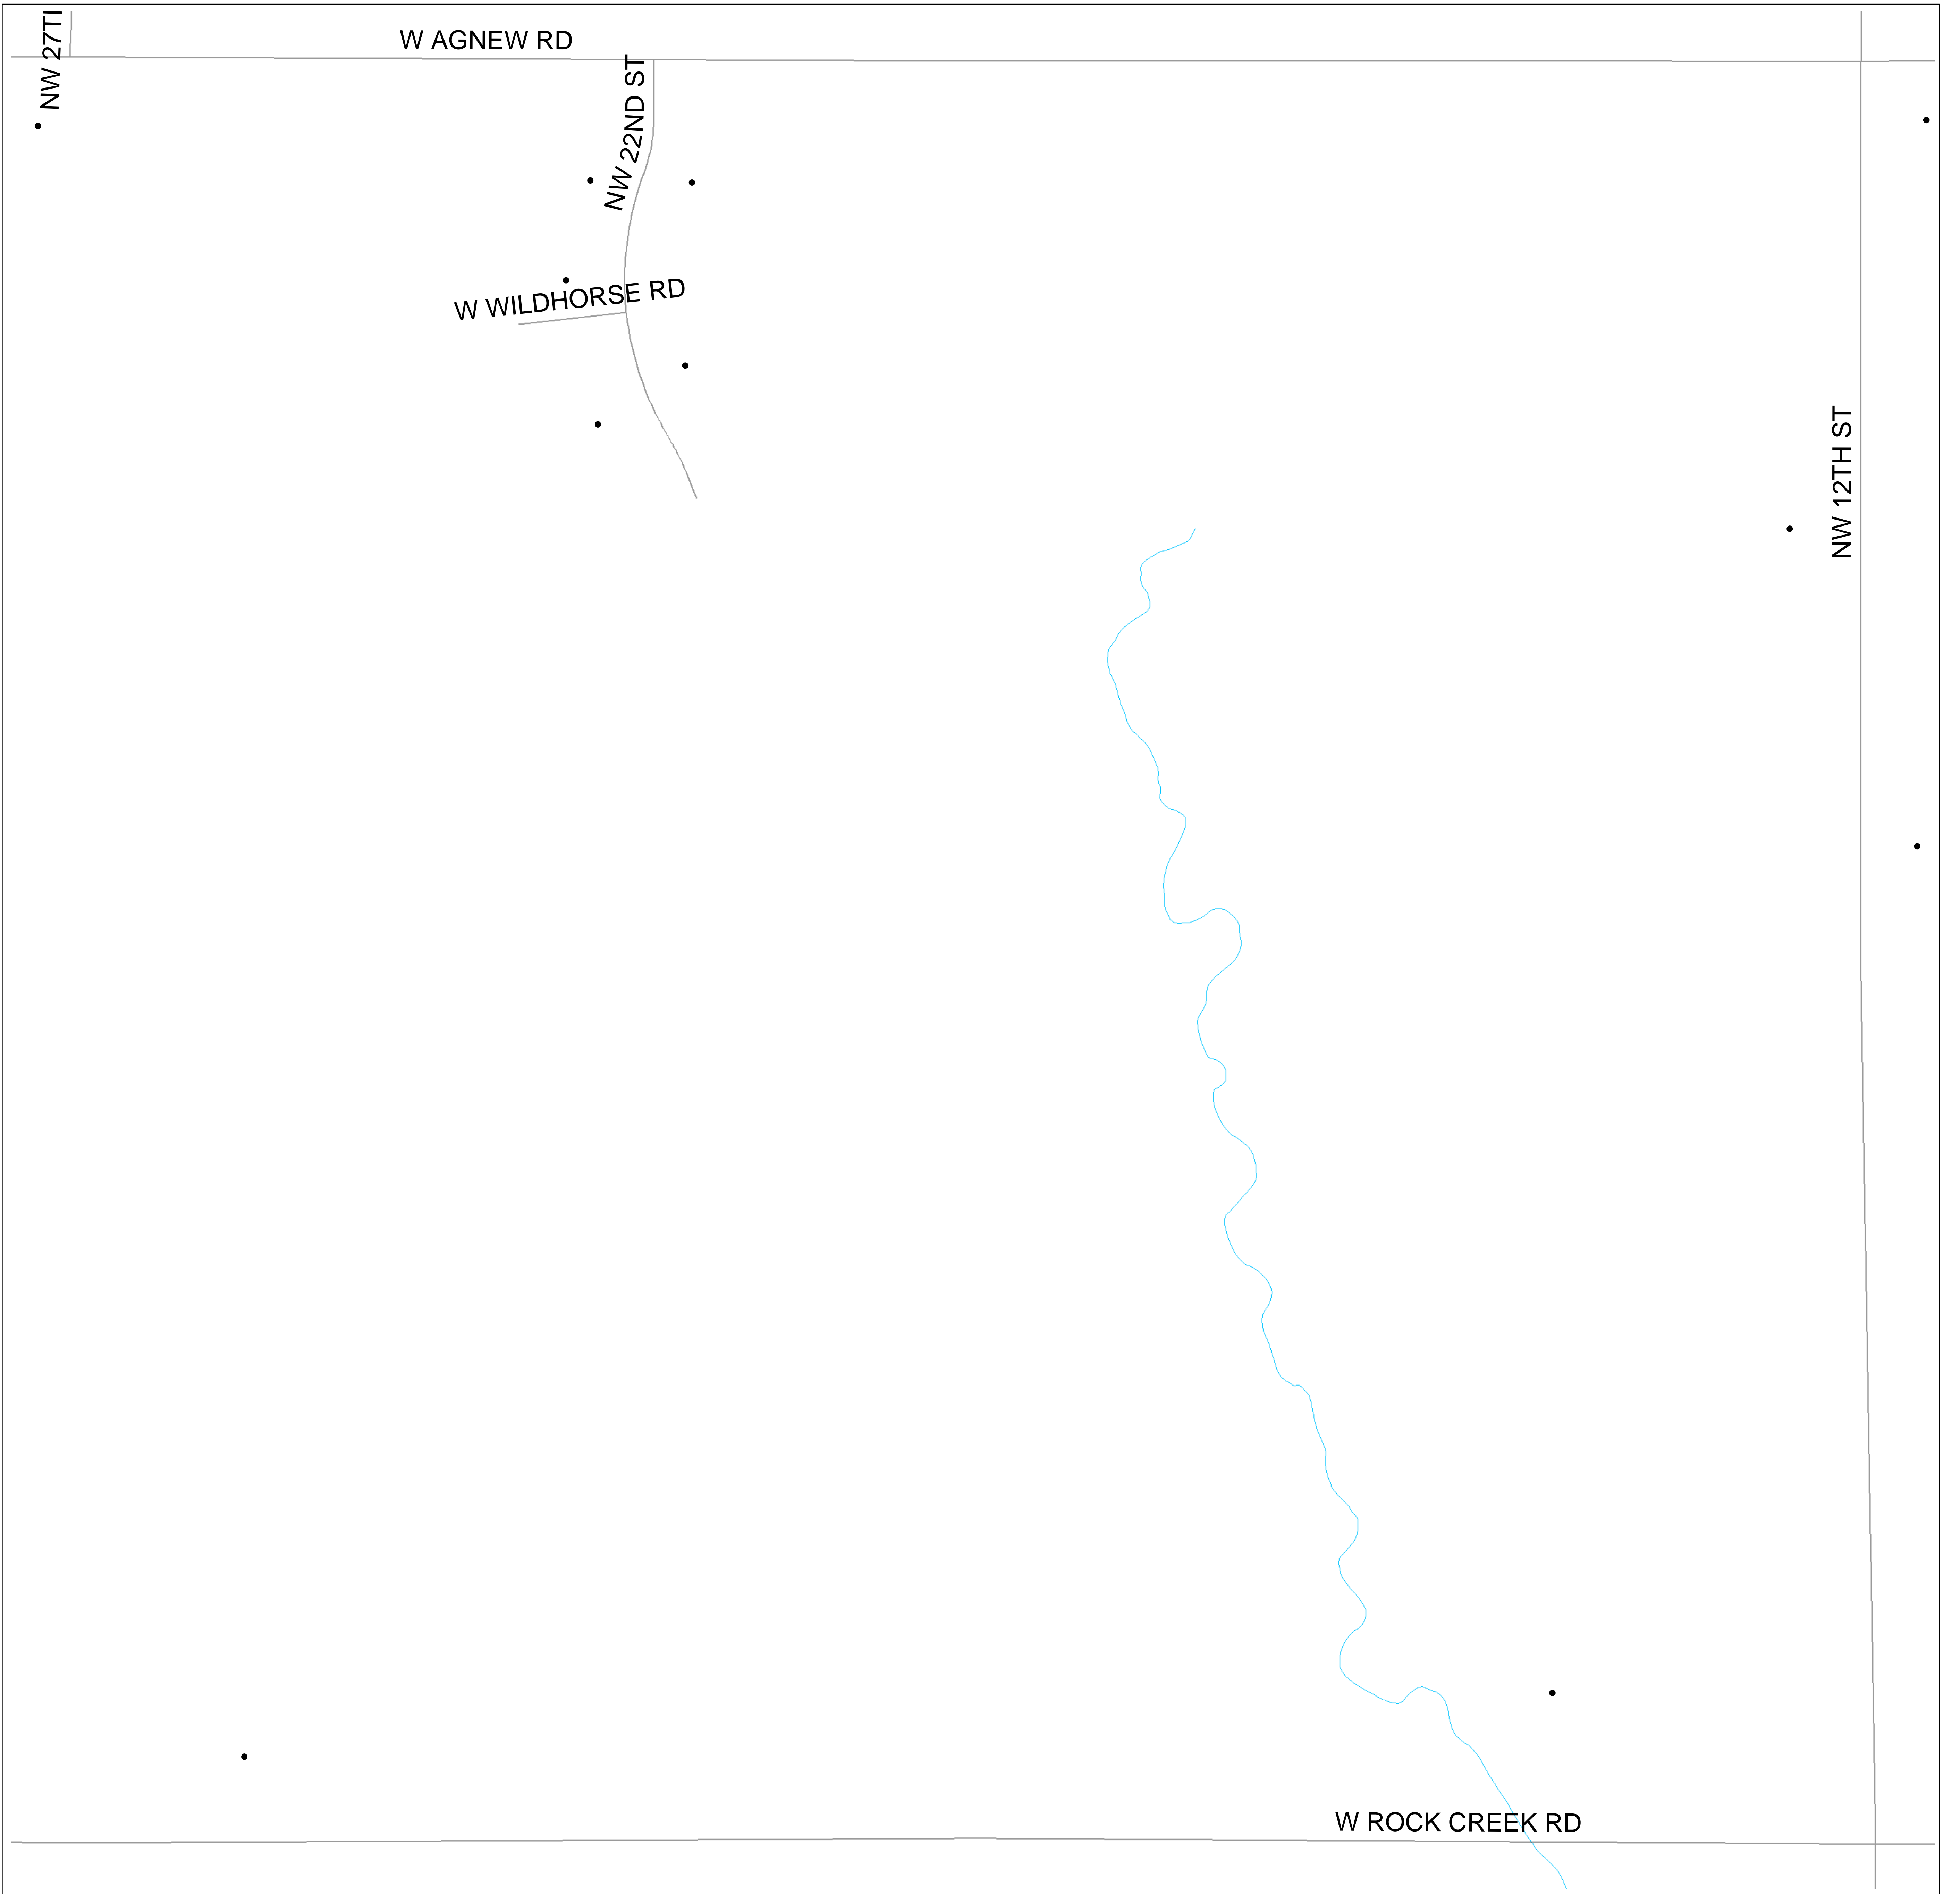 NW 27TI
W AGNEW RD
NW 22ND ST
W WILDHORSE RD
NW 12TH ST
W ROCK CREEK RD